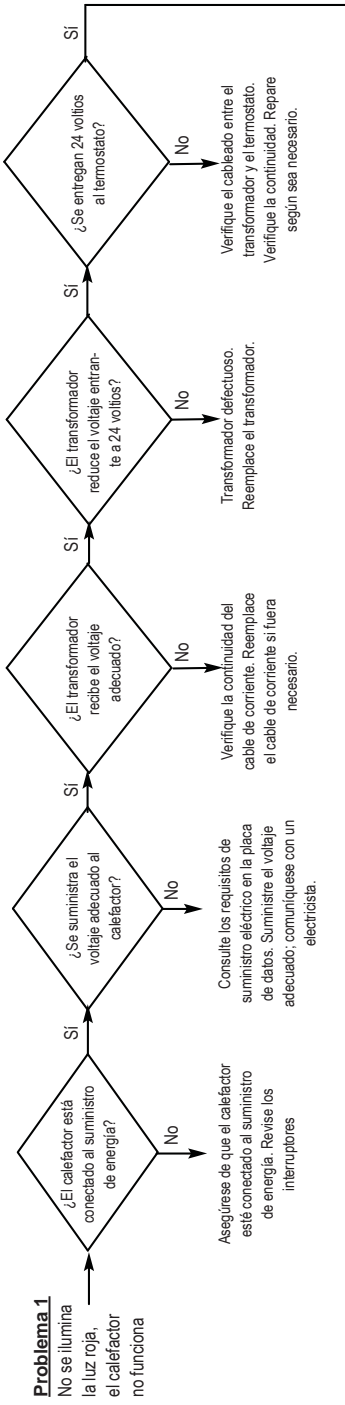 Problema 1
No se ilumina
la luz roja,
el calefactor
no funciona
¿El calefactor está
conectado al suministro
de energía?
Sí
No
Asegúrese de que el calefactor
esté conectado al suministro
de energía. Revise los
interruptores
¿Se suministra el
voltaje adecuado al
calefactor?
Sí
No
Consulte los requisitos de
suministro eléctrico en la placa
de datos. Suministre el voltaje
adecuado; comuníquese con un
electricista.
¿El transformador
recibe el voltaje
adecuado?
Sí
No
Verifique la continuidad del
cable de corriente. Reemplace
el cable de corriente si fuera
necesario.
¿El transformador
reduce el voltaje entran-
te a 24 voltios?
Sí
No
Transformador defectuoso.
Reemplace el transformador.
¿Se entregan 24 voltios
al termostato?
Sí
No
Verifique el cableado entre el
transformador y el termostato.
Verifique la continuidad. Repare
según sea necesario.